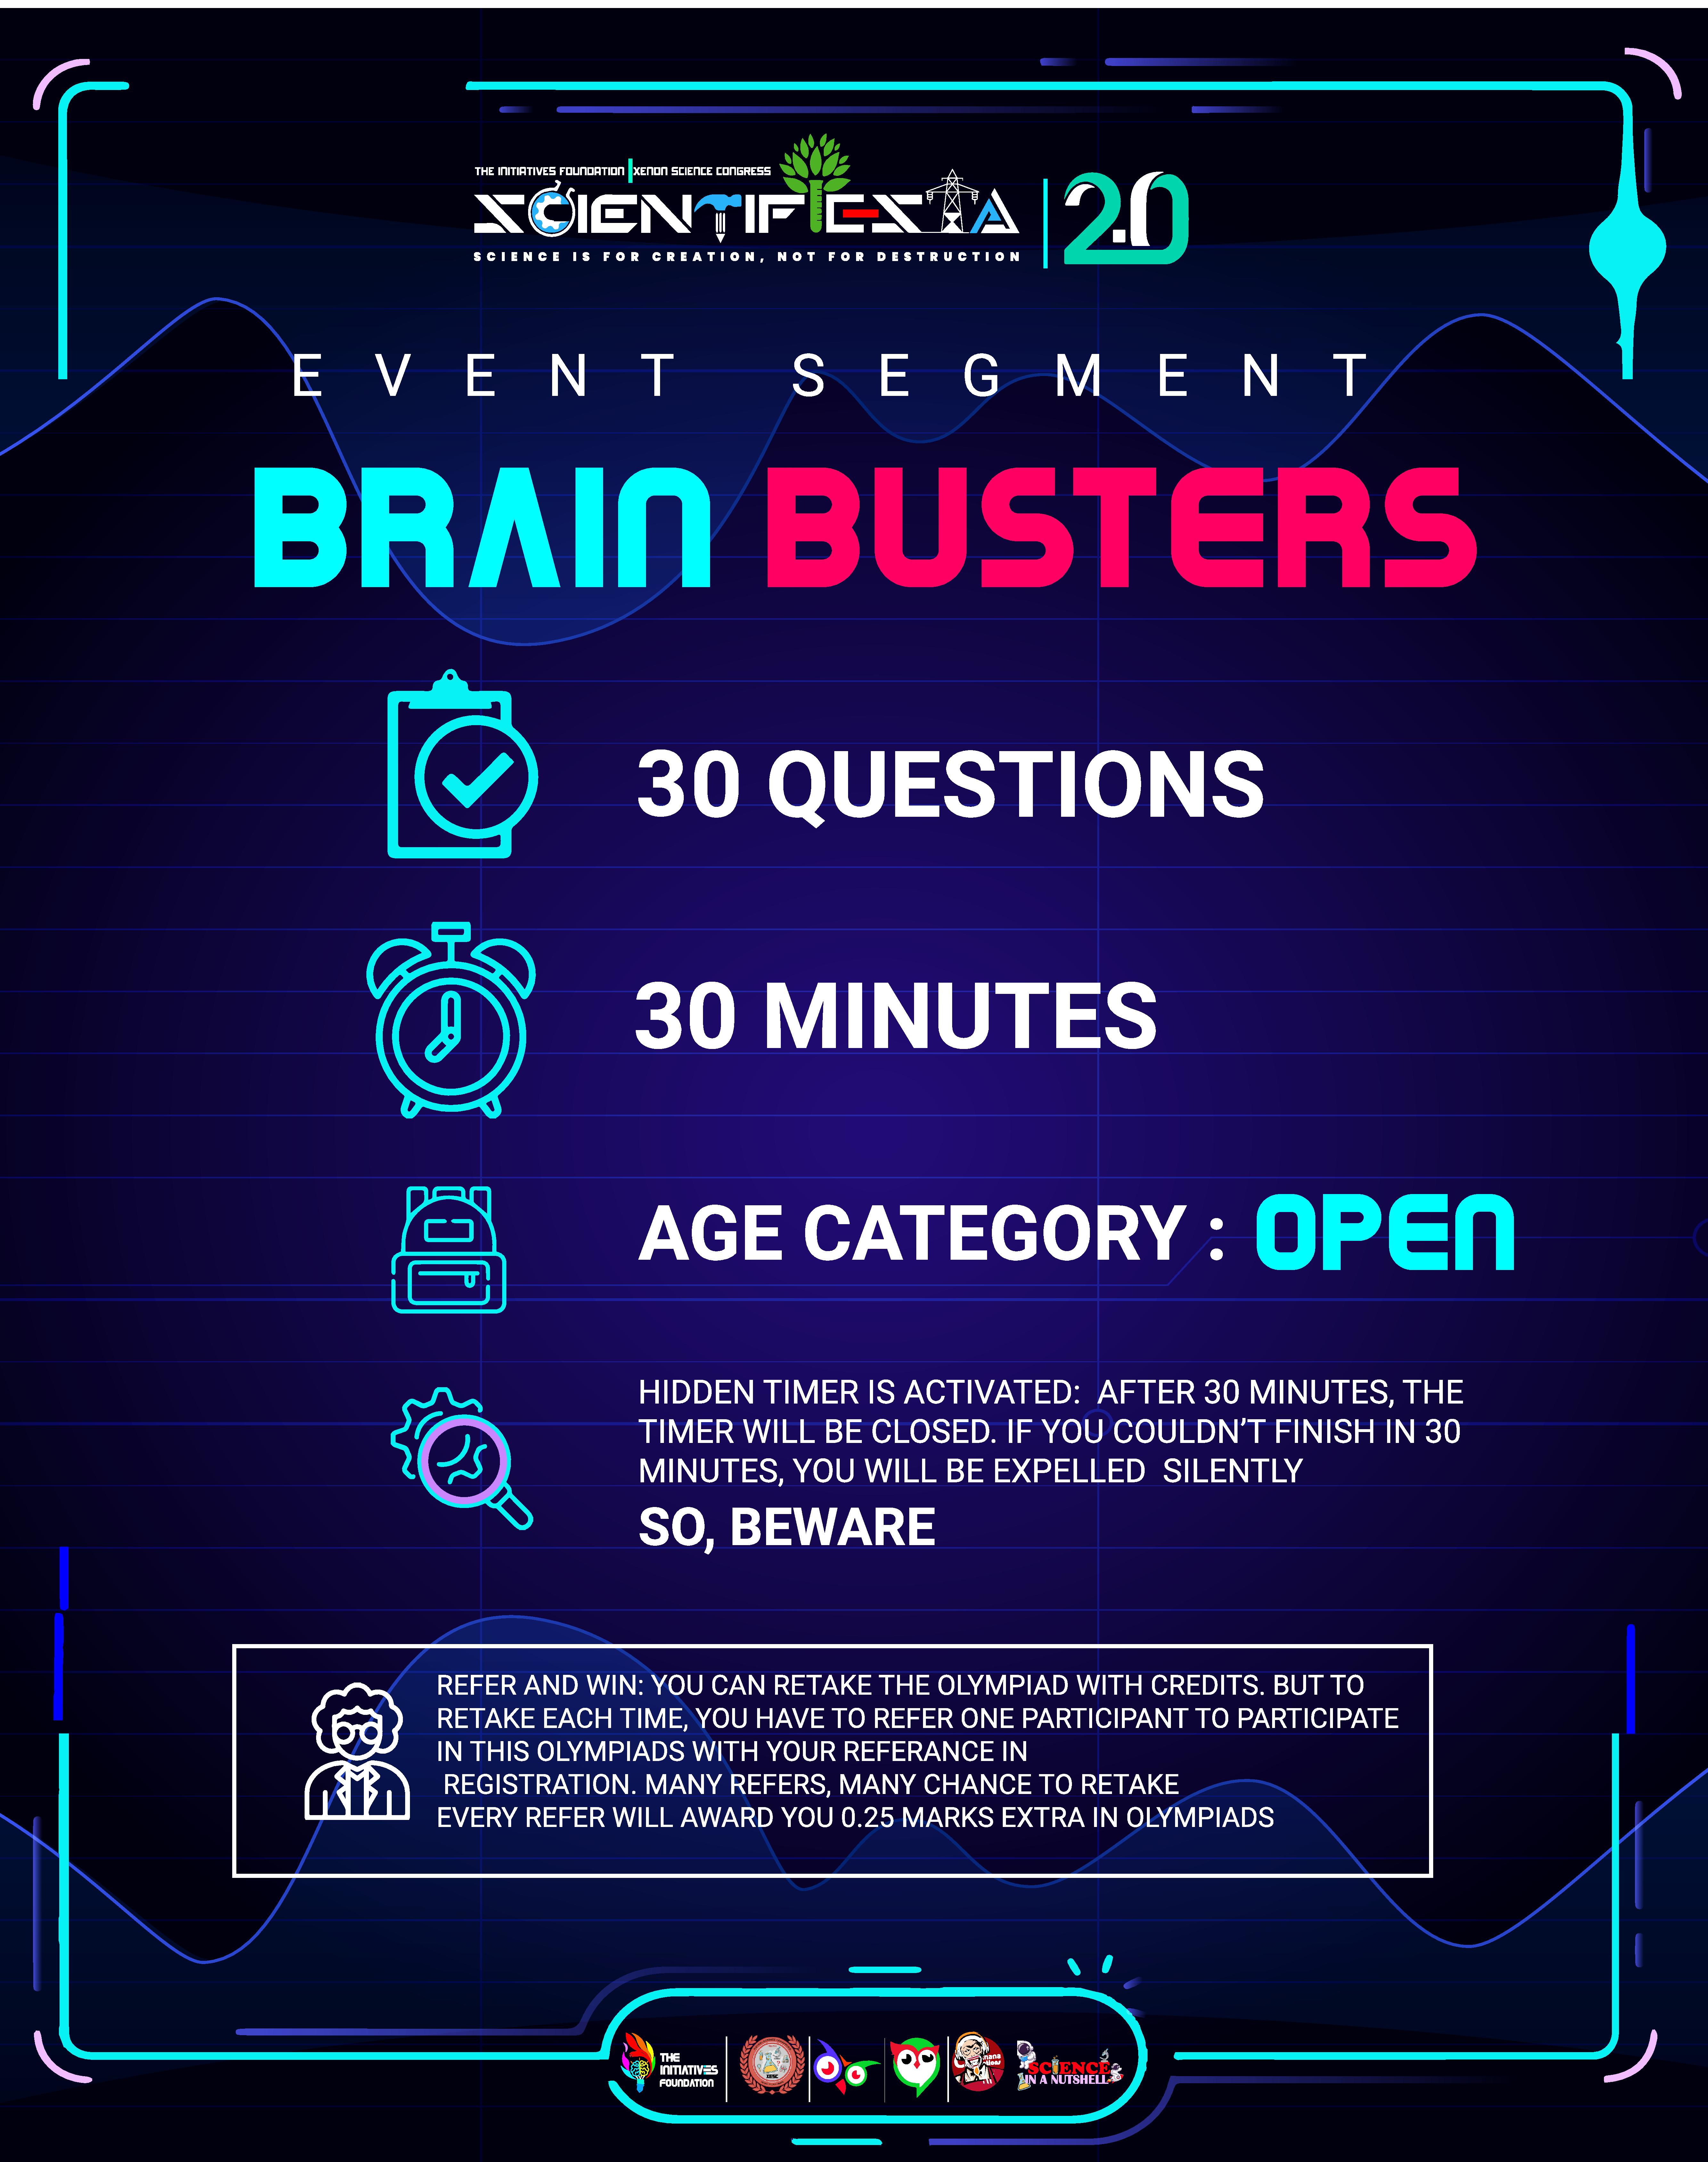 THE INITIATIVES FOUNDATION | XENON SCIENCE CONGRESS
SCIENTIFIESTA | 2.0
SCIENCE IS FOR CREATION, NOT FOR DESTRUCTION
EVENT SEGMENT
BRAIN BUSTERS
30 QUESTIONS
30 MINUTES
AGE CATEGORY : OPEN
HIDDEN TIMER IS ACTIVATED: AFTER 30 MINUTES, THE
TIMER WILL BE CLOSED. IF YOU COULDN'T FINISH IN 30
MINUTES, YOU WILL BE EXPELLED SILENTLY
SO, BEWARE
REFER AND WIN: YOU CAN RETAKE THE OLYMPIAD WITH CREDITS. BUT TO
RETAKE EACH TIME, YOU HAVE TO REFER ONE PARTICIPANT TO PARTICIPATE
IN THIS OLYMPIADS WITH YOUR REFERANCE IN
REGISTRATION. MANY REFERS, MANY CHANCE TO RETAKE
EVERY REFER WILL AWARD YOU 0.25 MARKS EXTRA IN OLYMPIADS
THE
INITIATIVES
FOUNDATION
SCIENCE
IN A NUTSHELL